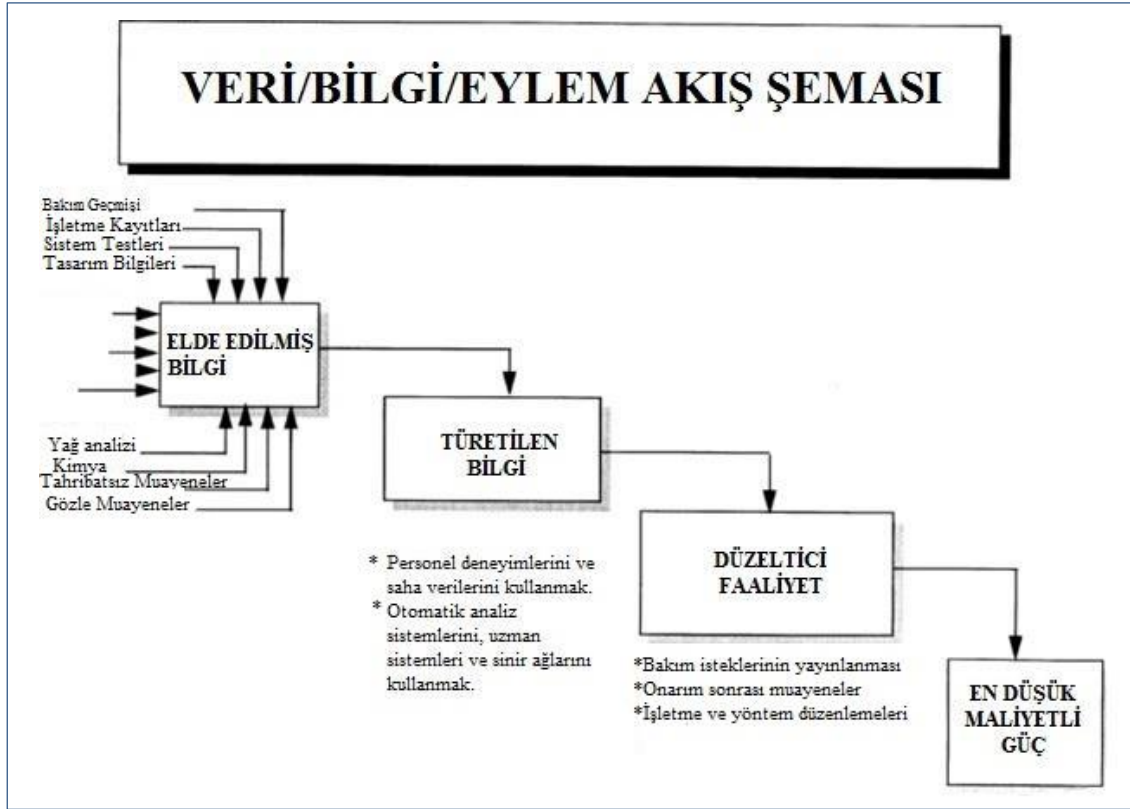 VERİ/BİLGİ/EYLEM AKIŞ ŞEMASI
Bakım Geçmişi
İşletme Kayıtları
Sistem Testleri
Tasarım Bilgileri
ELDE EDİLMİŞ
BİLGİ
Yağ analizi
Kimya
Tahribatsız Muayeneler
Gözle Muayeneler
TÜRETİLEN
BİLGİ
* Personel deneyimlerini ve
saha verilerini kullanmak.
* Otomatik analiz
sistemlerini, uzman
sistemleri ve sinir ağlarını
kullanmak.
DÜZELTİCİ
FAALİYET
*Bakım isteklerinin yayınlanması
*Onarım sonrası muayeneler
*İşletme ve yöntem düzenlemeleri
EN DÜŞÜK
MALİYETLİ
GÜÇ